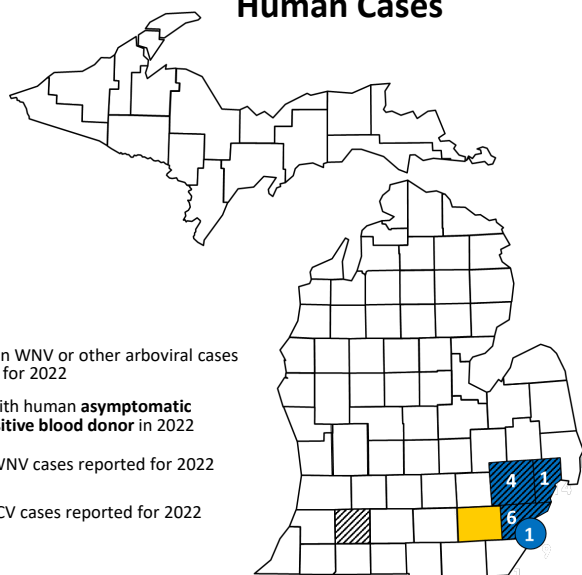 Human Cases
n WNV or other arboviral cases
for 2022
ith human asymptomatic
sitive blood donor in 2022
WNV cases reported for 2022
CV cases reported for 2022
4
1
6
1